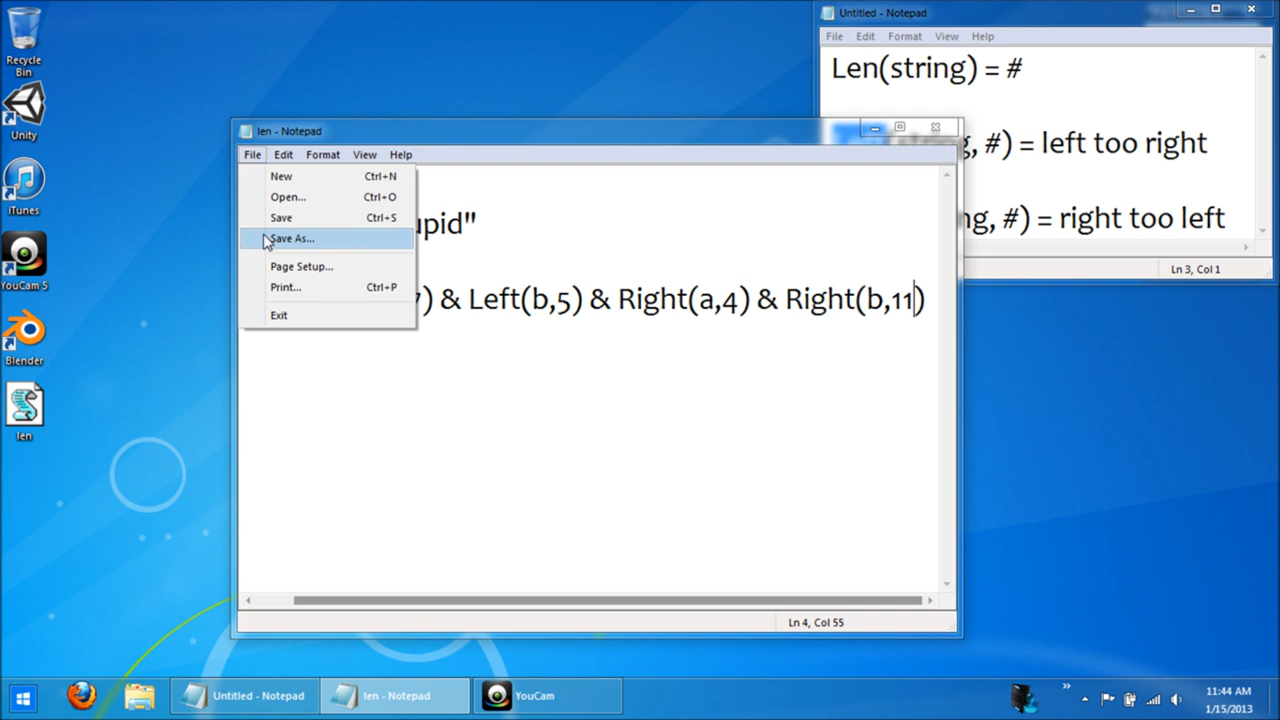 Recycle Bin
Unity
iTunes
YouCam 5
Blender
len
Untitled - Notepad
File Edit Format View Help
Len(string) = #
, #) = left too right
ng, #) = right too left
Ln 3, Col 1
len - Notepad
File Edit Format View Help
New Ctrl+N
Open... Ctrl+O
Save Ctrl+S
Save As...
Page Setup...
Print... Ctrl+P
Exit
upid"
7) & Left(b,5) & Right(a,4) & Right(b,11)
Ln 4, Col 55
Untitled - Notepad
len - Notepad
YouCam
11:44 AM
1/15/2013